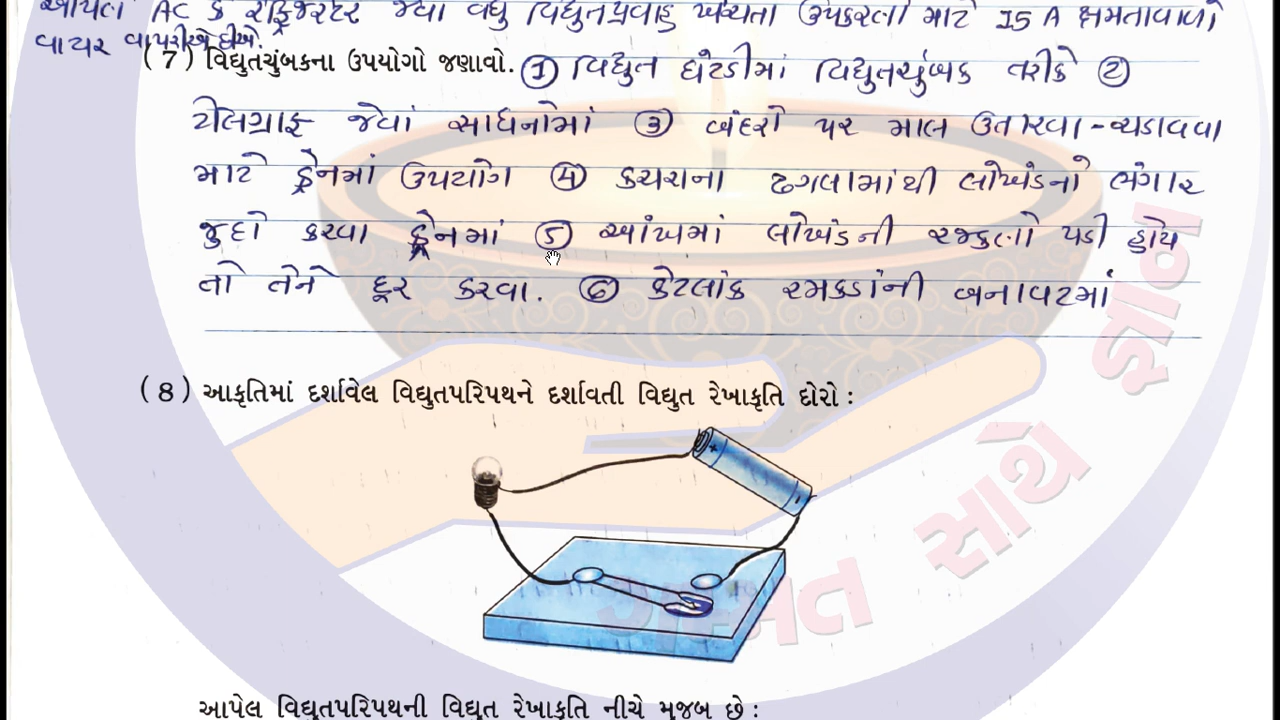 આવેલ AC કે રેફ્રિજરેટર જેવા વધુ વિદ્યુતપ્રવાહ ખેંચતા ઉપકરણો માટે 15 A ક્ષમતાવાળો
વાયર વાપરીએ છીએ.
(7) વિદ્યુતચુંબકના ઉપયોગો જણાવો. ① વિદ્યુત ઘંટડીમાં વિદ્યુતચુંબક તરીકે ②
ટેલિગ્રાફ જેવાં સાધનોમાં ③ બંદરો પર માલ ઉતારવા-ચડાવવા
માટે ક્રેનમાં ઉપયોગ ④ કચરાના ઢગલામાંથી લોખંડનો ભંગાર
જુદો કરવા ક્રેનમાં ⑤ આંખમાં લોખંડની રજકણો પડી હોય
તો તેને દૂર કરવા. ⑥ કેટલાંક રમકડાંની બનાવટમાં
(8) આકૃતિમાં દર્શાવેલ વિદ્યુતપરિપથને દર્શાવતી વિદ્યુત રેખાકૃતિ દોરો :
+
-
આપેલ વિદ્યુતપરિપથની વિદ્યુત રેખાકૃતિ નીચે મુજબ છે :
ગમ્મત સાથે જ્ઞાન